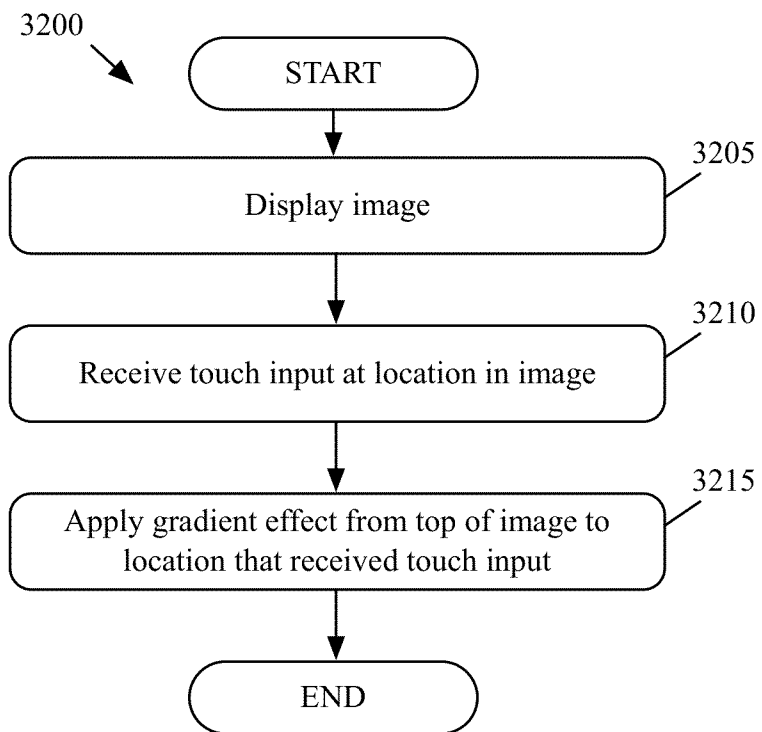 3200
START
3205
Display image
3210
Receive touch input at location in image
3215
Apply gradient effect from top of image to
location that received touch input
END